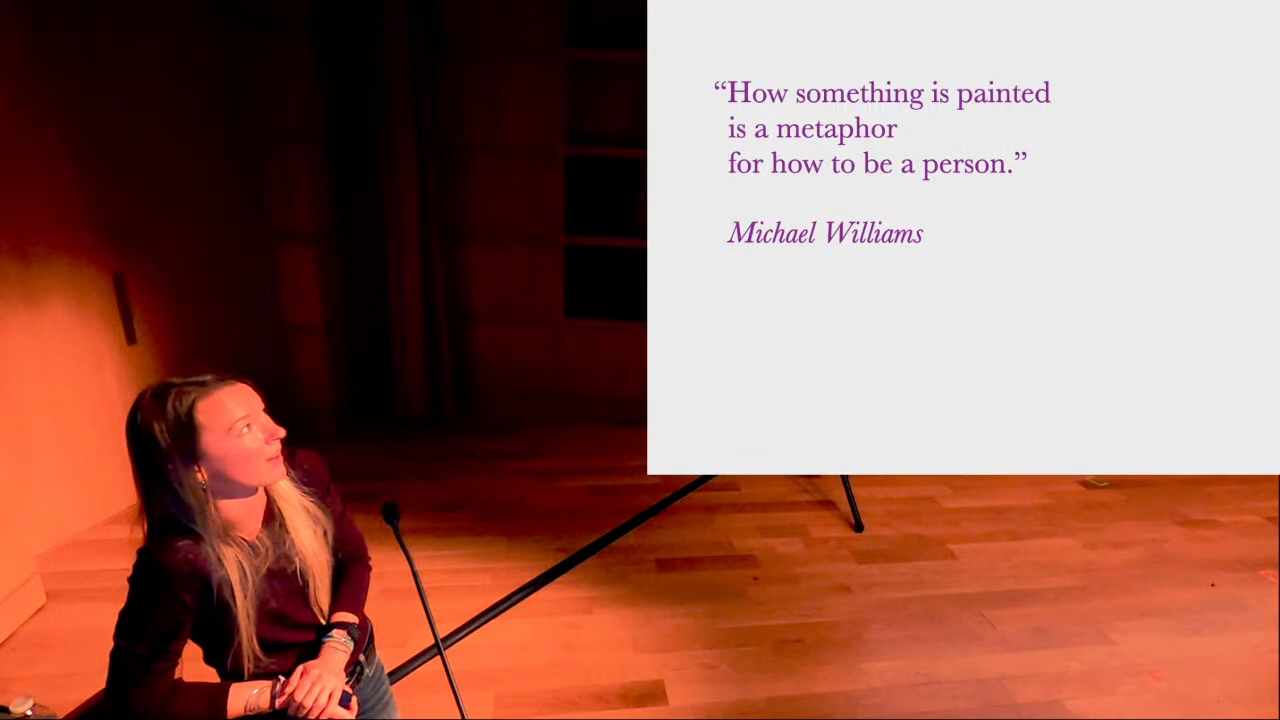 “How something is painted
is a metaphor
for how to be a person.”
Michael Williams